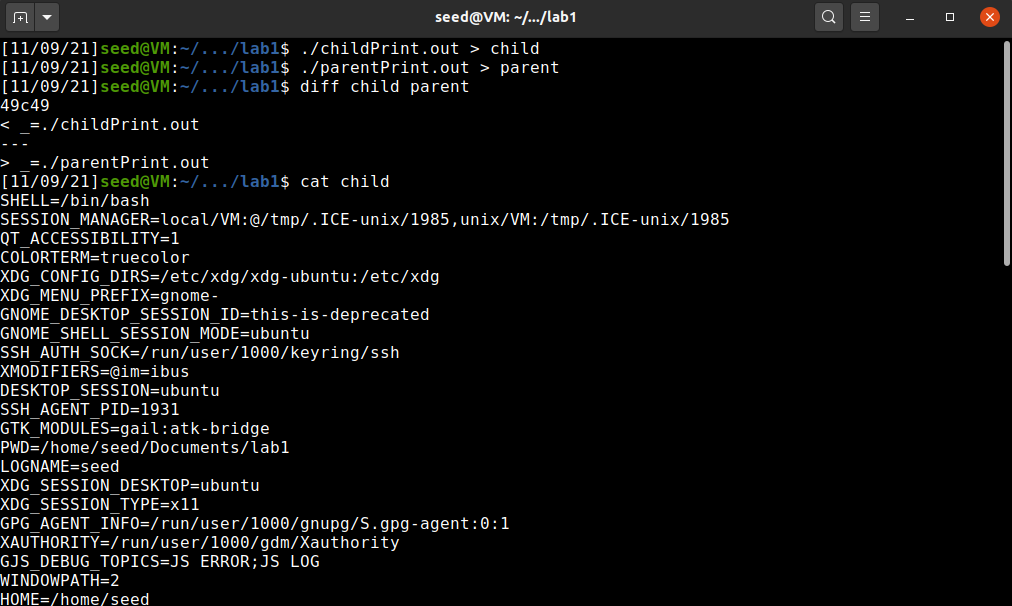 seed@VM: ~/.../lab1
[11/09/21]seed@VM:~/.../lab1$ ./childPrint.out > child
[11/09/21]seed@VM:~/.../lab1$ ./parentPrint.out > parent
[11/09/21]seed@VM:~/.../lab1$ diff child parent
49c49
< _=./childPrint.out
---
> _=./parentPrint.out
[11/09/21]seed@VM:~/.../lab1$ cat child
SHELL=/bin/bash
SESSION_MANAGER=local/VM:@/tmp/.ICE-unix/1985,unix/VM:/tmp/.ICE-unix/1985
QT_ACCESSIBILITY=1
COLORTERM=truecolor
XDG_CONFIG_DIRS=/etc/xdg/xdg-ubuntu:/etc/xdg
XDG_MENU_PREFIX=gnome-
GNOME_DESKTOP_SESSION_ID=this-is-deprecated
GNOME_SHELL_SESSION_MODE=ubuntu
SSH_AUTH_SOCK=/run/user/1000/keyring/ssh
XMODIFIERS=@im=ibus
DESKTOP_SESSION=ubuntu
SSH_AGENT_PID=1931
GTK_MODULES=gail:atk-bridge
PWD=/home/seed/Documents/lab1
LOGNAME=seed
XDG_SESSION_DESKTOP=ubuntu
XDG_SESSION_TYPE=x11
GPG_AGENT_INFO=/run/user/1000/gnupg/S.gpg-agent:0:1
XAUTHORITY=/run/user/1000/gdm/Xauthority
GJS_DEBUG_TOPICS=JS ERROR;JS LOG
WINDOWPATH=2
HOME=/home/seed